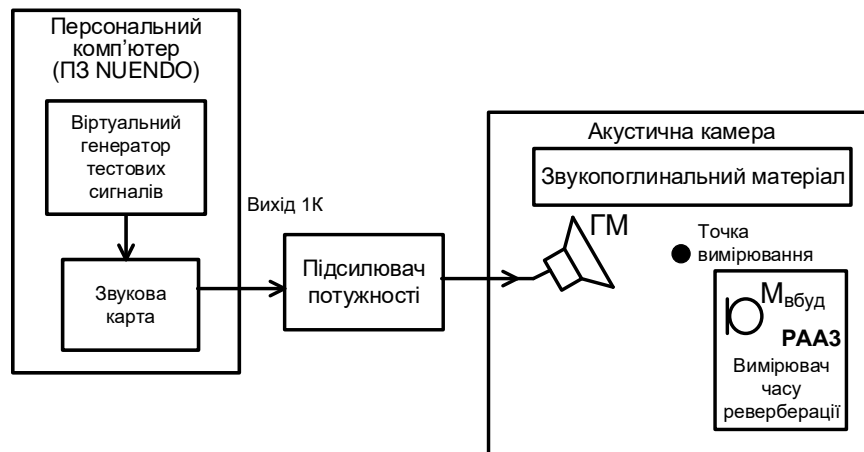 Персональний
комп’ютер
(ПЗ NUENDO)
Віртуальний
генератор
тестових
сигналів
Звукова
карта
Вихід 1К
Підсилювач
потужності
Акустична камера
Звукопоглинальний матеріал
ГМ
Точка
вимірювання
Мвбуд
PAA3
Вимірювач
часу
реверберації